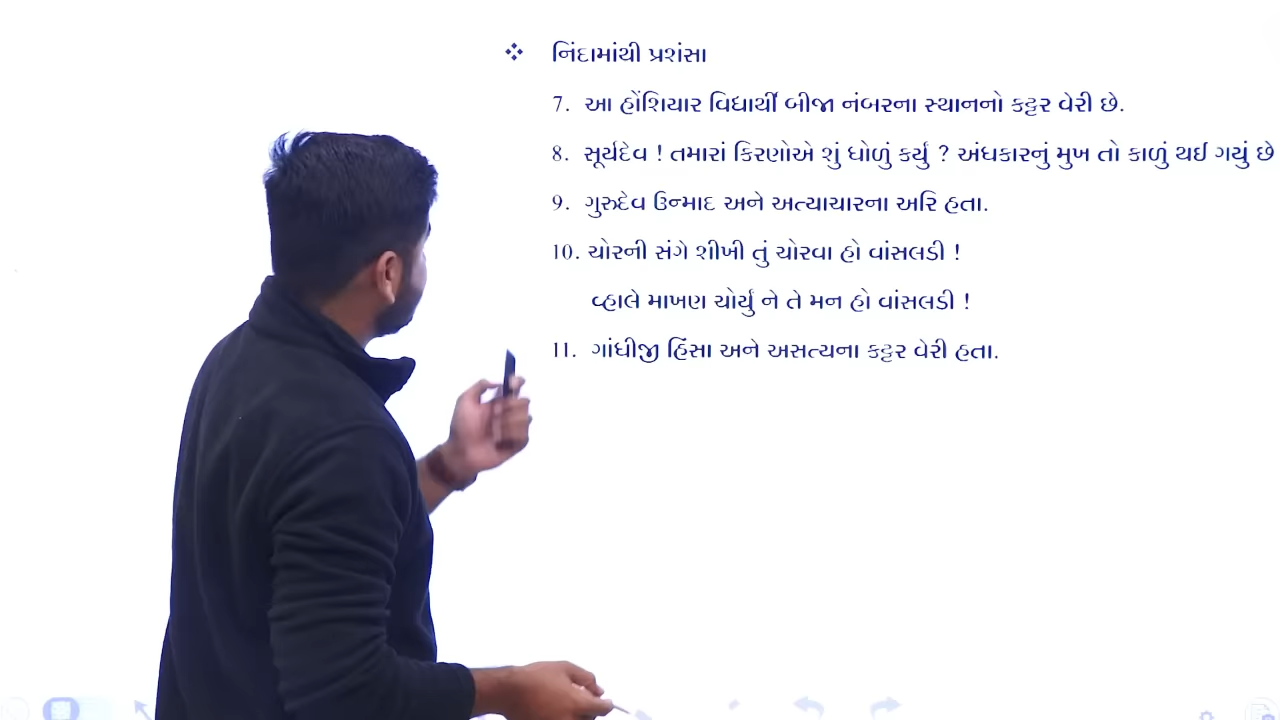 ❖ નિંદામાંથી પ્રશંસા
7. આ હોંશિયાર વિધાર્થી બીજા નંબરના સ્થાનનો કટ્ટર વેરી છે.
8. સૂર્યદેવ ! તમારાં કિરણોએ શું ધોળું કર્યું ? અંધકારનું મુખ તો કાળું થઈ ગયું છે
9. ગુરુદેવ ઉન્માદ અને અત્યાચારના અરિ હતા.
10. ચોરની સંગે શીખી તું ચોરવા હો વાંસલડી !
વ્હાલે માખણ ચોર્યું ને તે મન હો વાંસલડી !
11. ગાંધીજી હિંસા અને અસત્યના કટ્ટર વેરી હતા.